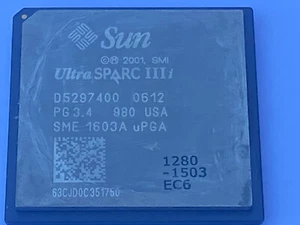 Sun
©Ⓜ 2001, SMI
UltraSPARC IIIi
D5297400 0612
PG 3.4 980 USA
SME 1603A uPGA
1280
-1503
EC6
63CJD0C351750